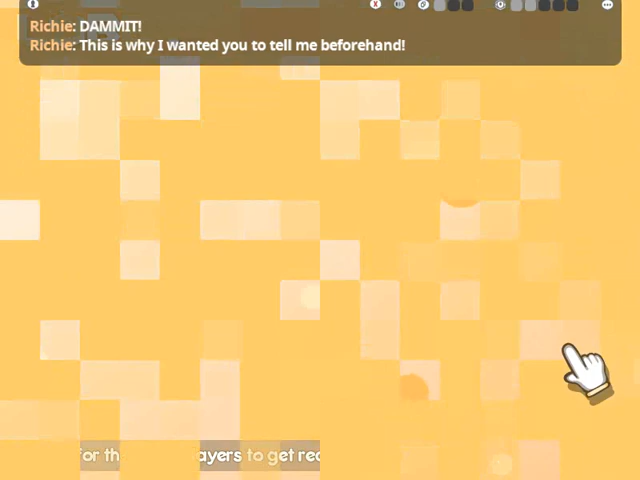 Richie: DAMMIT!
Richie: This is why I wanted you to tell me beforehand!
for th ayers to get rea